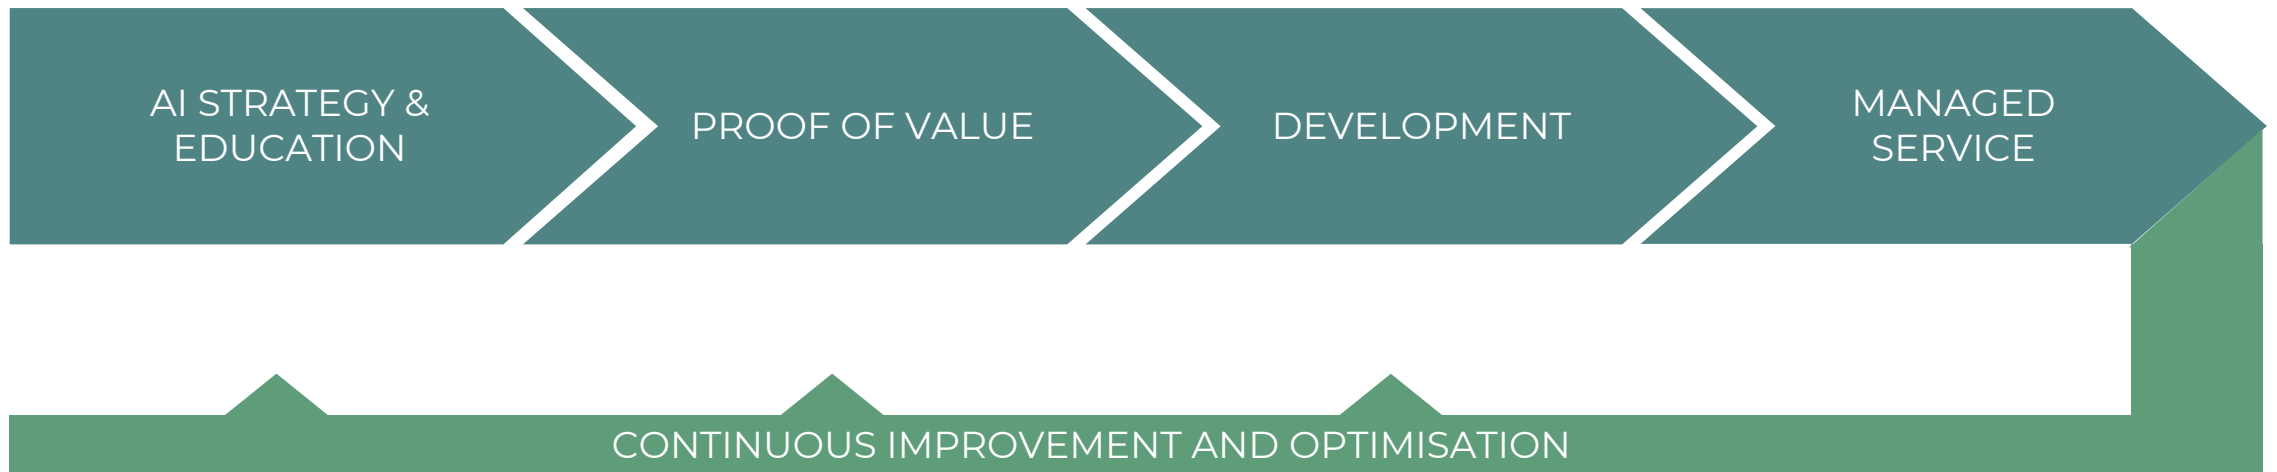 AI STRATEGY &
EDUCATION
PROOF OF VALUE
DEVELOPMENT
MANAGED
SERVICE
CONTINUOUS IMPROVEMENT AND OPTIMISATION